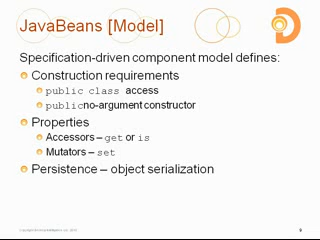 JavaBeans [Model]
Specification-driven component model defines:
Construction requirements
public class access
publicno-argument constructor
Properties
Accessors – get or is
Mutators – set
Persistence – object serialization